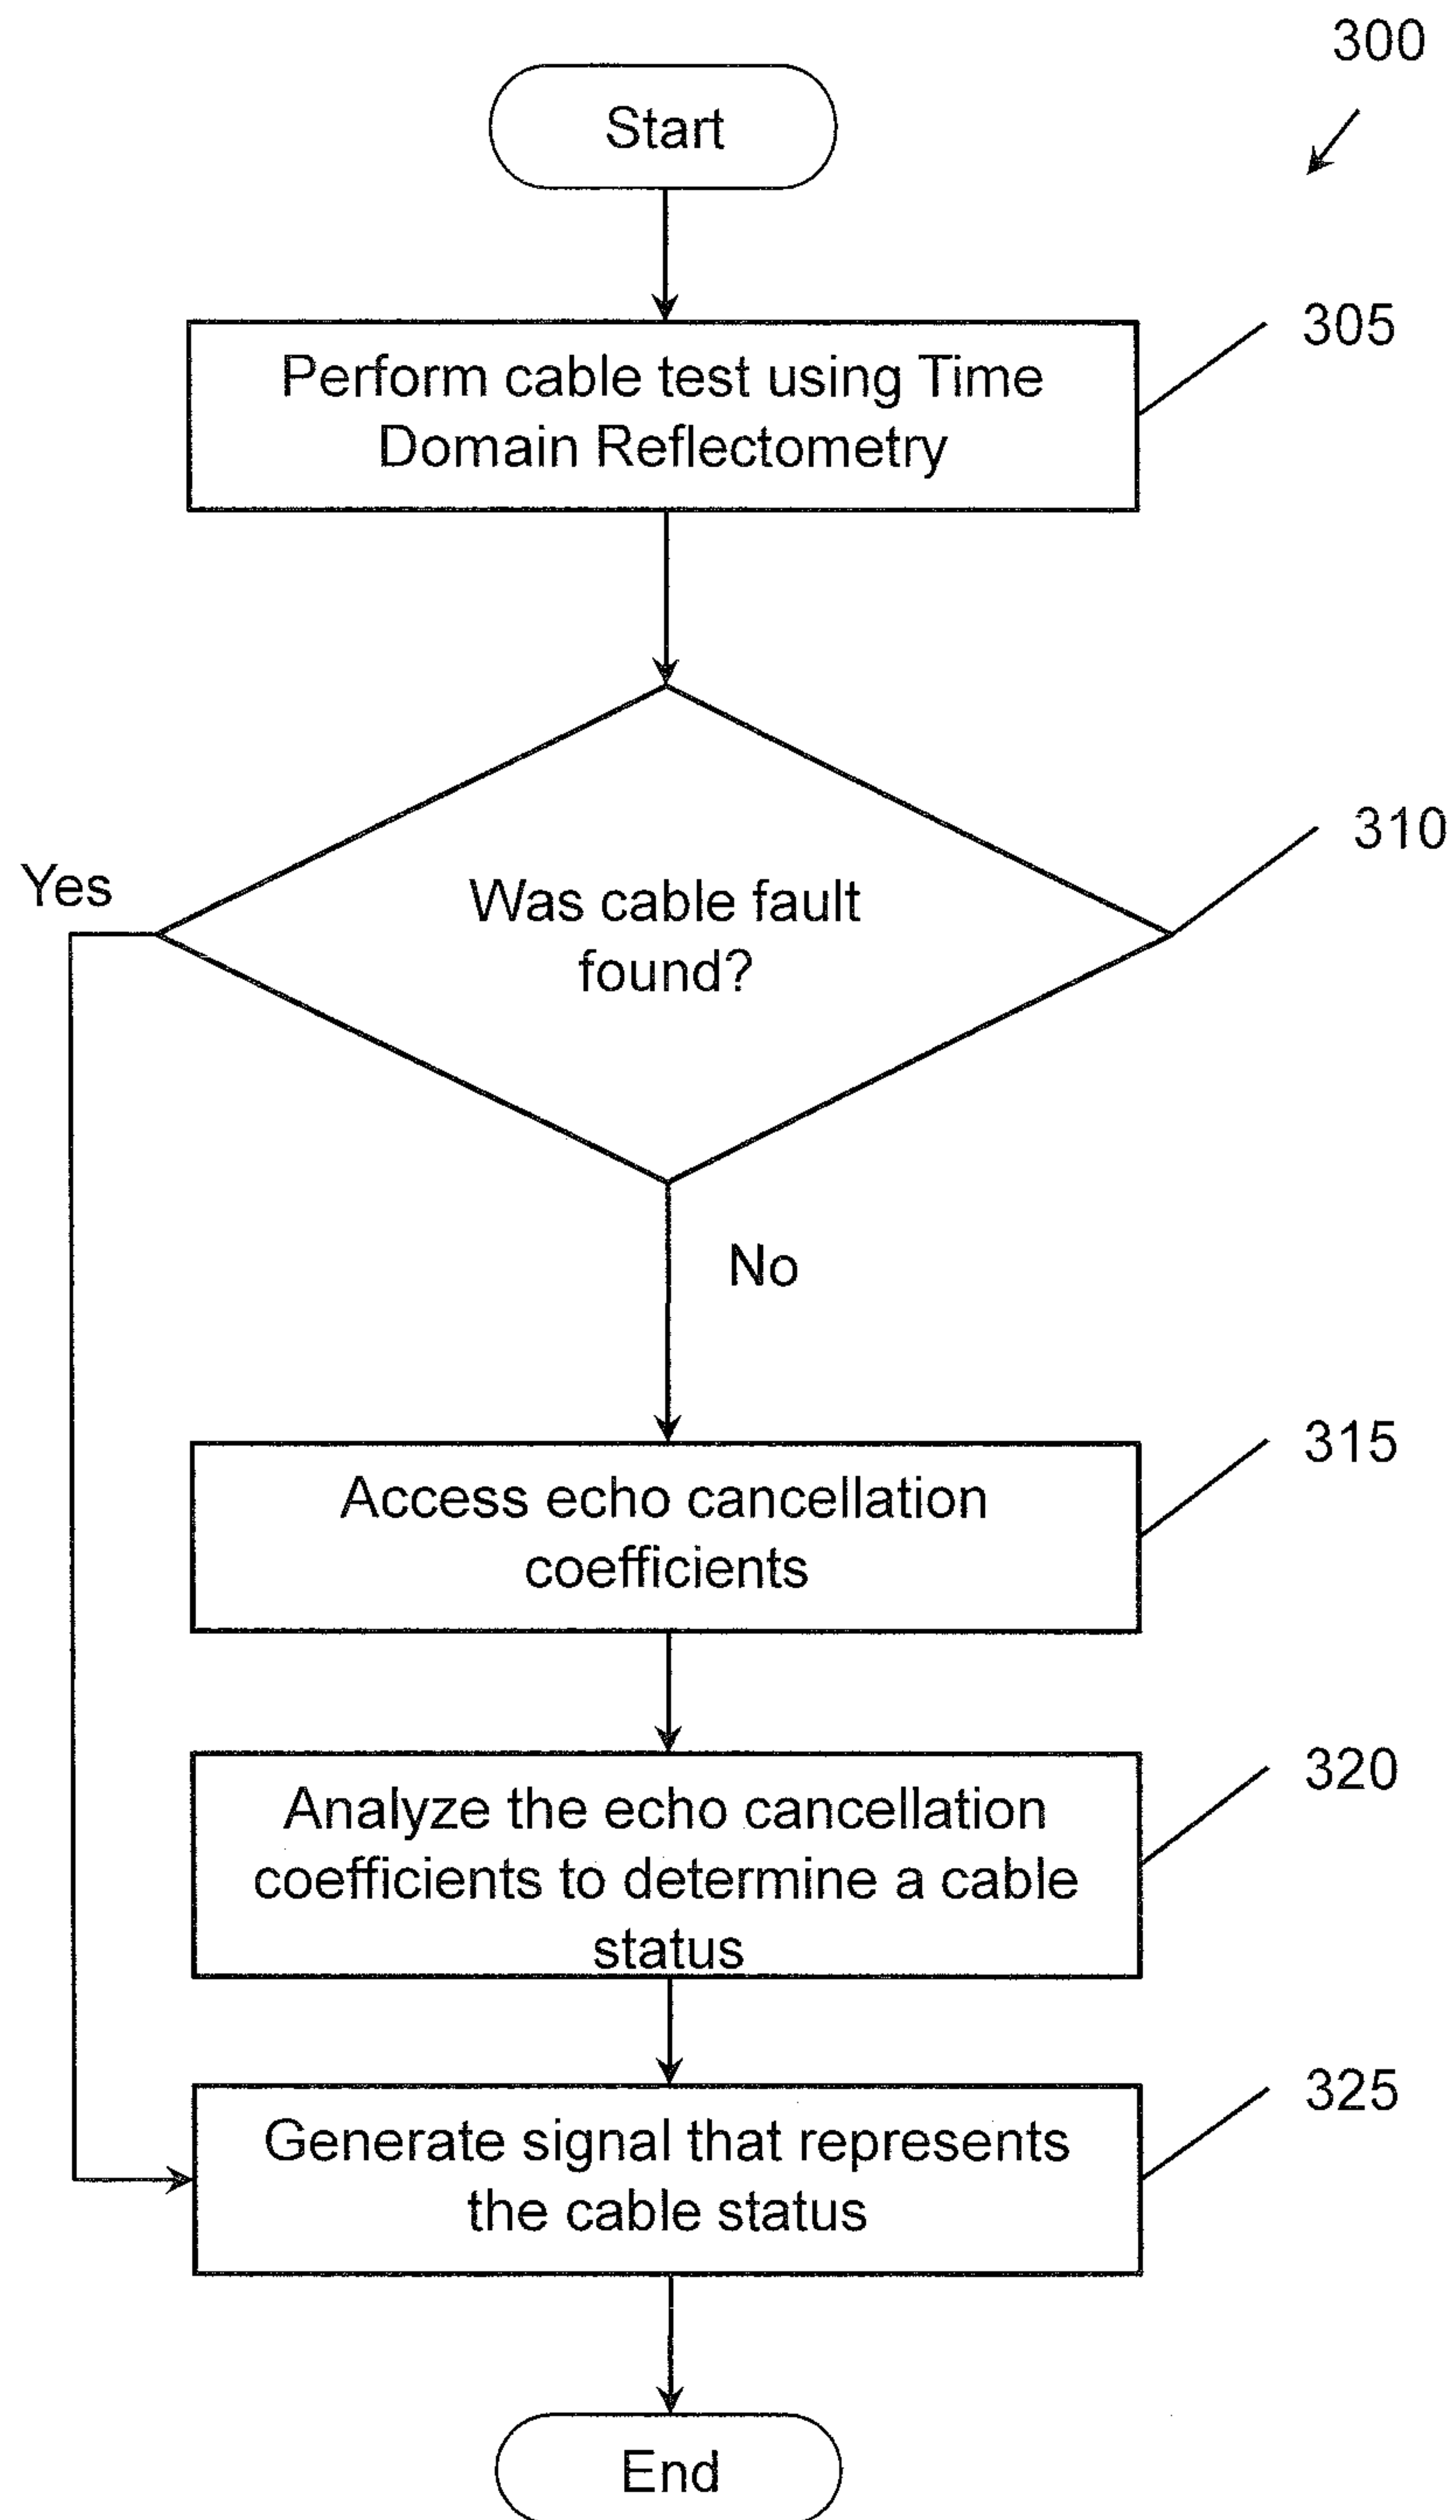 300
Start
Perform cable test using Time
Domain Reflectometry
305
Was cable fault
found?
310
Yes
No
Access echo cancellation
coefficients
315
Analyze the echo cancellation
coefficients to determine a cable
status
320
Generate signal that represents
the cable status
325
End